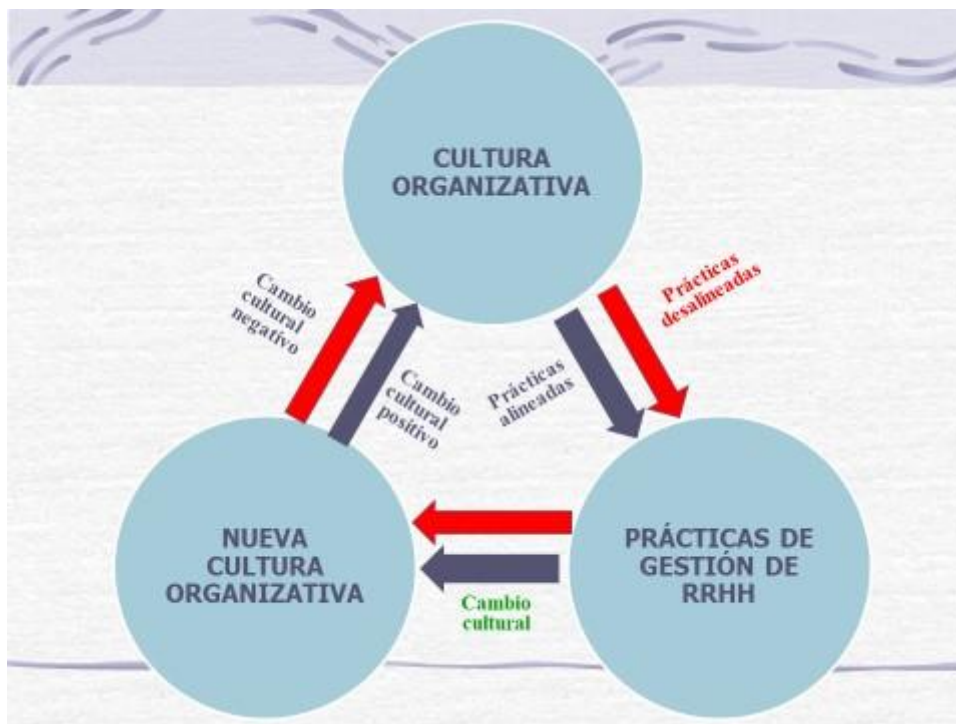 CULTURA
ORGANIZATIVA
Prácticas
desalineadas
Prácticas
alineadas
Cambio
cultural
negativo
Cambio
cultural
positivo
NUEVA
CULTURA
ORGANIZATIVA
PRÁCTICAS DE
GESTIÓN DE
RRHH
Cambio
cultural